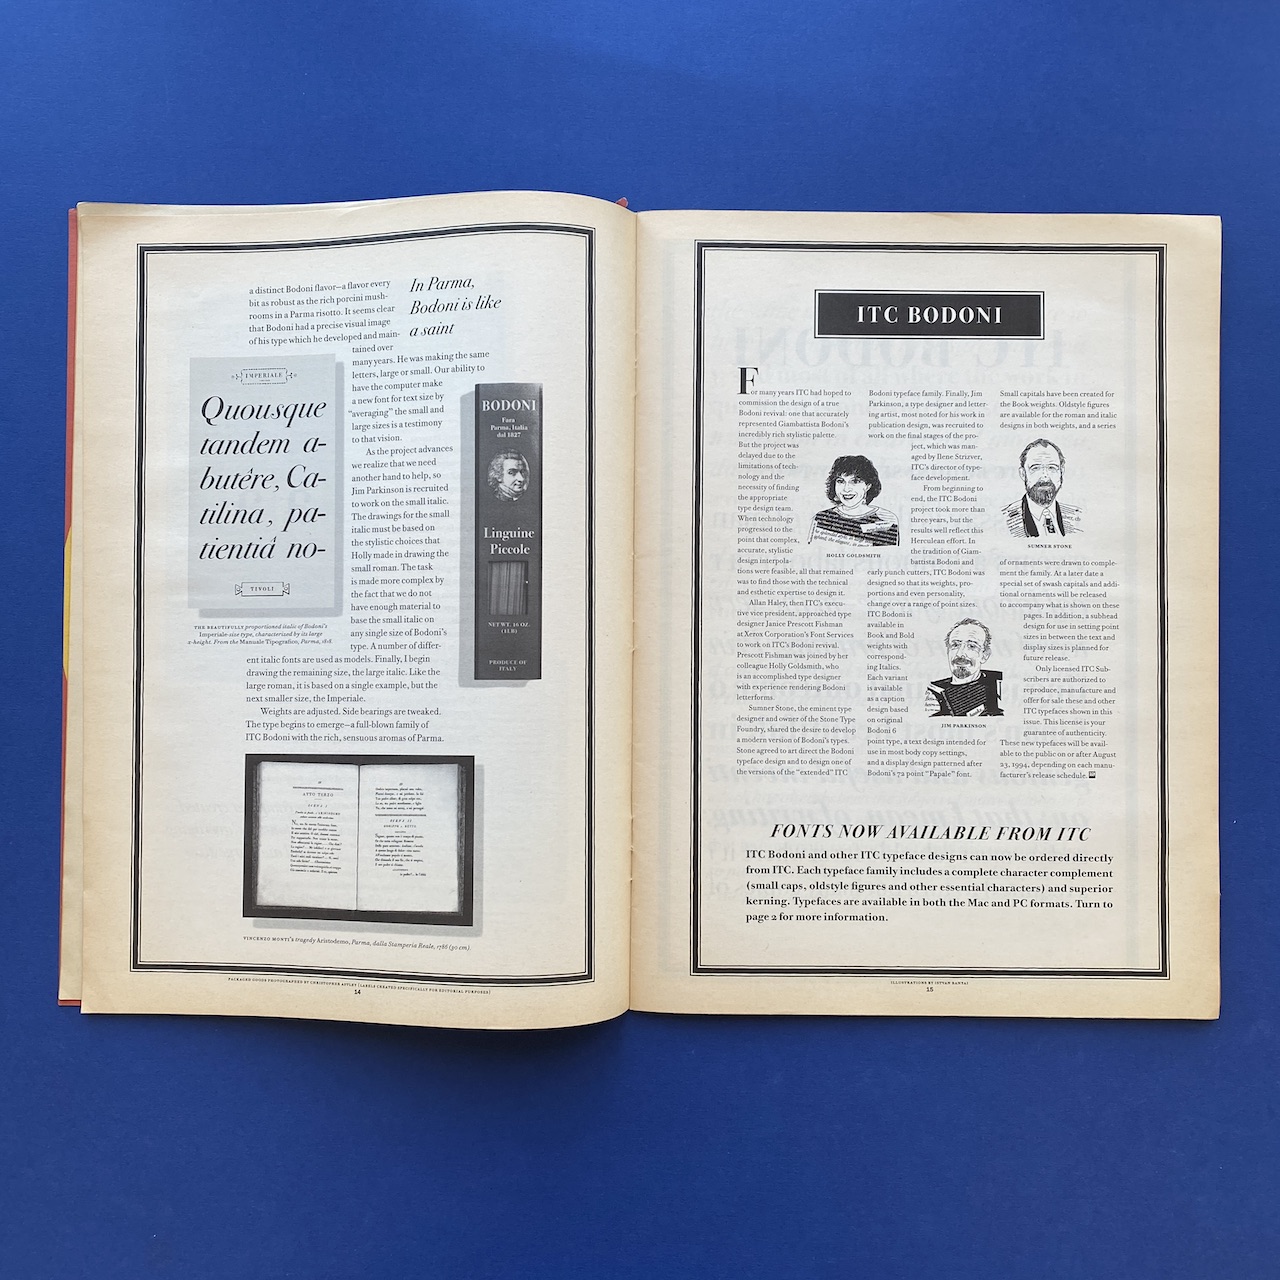 a distinct Bodoni flavor—a flavor every
bit as robust as the rich porcini mush-
rooms in a Parma risotto. It seems clear
that Bodoni had a precise visual image
of his type which he developed and main-
tained over
many years. He was making the same
letters, large or small. Our ability to
have the computer make
a new font for text size by
“averaging” the small and
large sizes is a testimony
to that vision.
As the project advances
we realize that we need
another hand to help, so
Jim Parkinson is recruited
to work on the small italic.
The drawings for the small
italic must be based on
the stylistic choices that
Holly made in drawing the
small roman. The task
is made more complex by
the fact that we do not
have enough material to
base the small italic on
any single size of Bodoni's
type. A number of differ-
ent italic fonts are used as models. Finally, I begin
drawing the remaining size, the large italic. Like the
large roman, it is based on a single example, but the
next smaller size, the Imperiale.
Weights are adjusted. Side bearings are tweaked.
The type begins to emerge—a full-blown family of
ITC Bodoni with the rich, sensuous aromas of Parma.
In Parma,
Bodoni is like
a saint
IMPERIALE
Quousque
tandem a-
butêre, Ca-
tilina, pa-
tientiâ no-
TIVOLI
THE BEAUTIFULLY proportioned italic of Bodoni's
Imperiale-size type, characterized by its large
x-height. From the Manuale Tipografico, Parma, 1818.
BODONI
Parma, Italia
dal 1827
Linguine
Piccole
NET WT. 16 OZ.
(1 LB)
PRODUCE OF
ITALY
ATTO TERZO
SCENA I
SCENA II
VINCENZO MONTI'S tragedy Aristodemo, Parma, dalla Stamperia Reale, 1786 (30 cm).
PACKAGED GOODS PHOTOGRAPHED BY CHRISTOPHER ASTLEY (LABELS CREATED SPECIFICALLY FOR EDITORIAL PURPOSES)
14
ITC BODONI
For many years ITC had hoped to
commission the design of a true
Bodoni revival: one that accurately
represented Giambattista Bodoni's
incredibly rich stylistic palette.
But the project was
delayed due to the
limitations of tech-
nology and the
necessity of finding
the appropriate
type design team.
When technology
progressed to the
point that complex,
accurate, stylistic
design interpola-
tions were feasible, all that remained
was to find those with the technical
and esthetic expertise to design it.
Allan Haley, then ITC's execu-
tive vice president, approached type
designer Janice Prescott Fishman
at Xerox Corporation's Font Services
to work on ITC's Bodoni revival.
Prescott Fishman was joined by her
colleague Holly Goldsmith, who
is an accomplished type designer
with experience rendering Bodoni
letterforms.
Sumner Stone, the eminent type
designer and owner of the Stone Type
Foundry, shared the desire to develop
a modern version of Bodoni's types.
Stone agreed to art direct the Bodoni
typeface design and to design one of
the versions of the “extended” ITC
Bodoni typeface family. Finally, Jim
Parkinson, a type designer and letter-
ing artist, most noted for his work in
publication design, was recruited to
work on the final stages of the pro-
ject, which was man-
aged by Ilene Strizver,
ITC's director of type-
face development.
From beginning to
end, the ITC Bodoni
project took more than
three years, but the
results well reflect this
Herculean effort. In
the tradition of Giam-
battista Bodoni and
early punch cutters, ITC Bodoni was
designed so that its weights, pro-
portions and even personality,
change over a range of point sizes.
ITC Bodoni is
available in
Book and Bold
weights with
correspond-
ing Italics.
Each variant
is available
as a caption
design based
on original
Bodoni 6
point type, a text design intended for
use in most body copy settings,
and a display design patterned after
Bodoni's 72 point “Papale” font.
HOLLY GOLDSMITH
JIM PARKINSON
Small capitals have been created for
the Book weights. Oldstyle figures
are available for the roman and italic
designs in both weights, and a series
SUMNER STONE
of ornaments were drawn to comple-
ment the family. At a later date a
special set of swash capitals and addi-
tional ornaments will be released
to accompany what is shown on these
pages. In addition, a subhead
design for use in setting point
sizes in between the text and
display sizes is planned for
future release.
Only licensed ITC Sub-
scribers are authorized to
reproduce, manufacture and
offer for sale these and other
ITC typefaces shown in this
issue. This license is your
guarantee of authenticity.
These new typefaces will be avail-
able to the public on or after August
23, 1994, depending on each manu-
facturer's release schedule.
FONTS NOW AVAILABLE FROM ITC
ITC Bodoni and other ITC typeface designs can now be ordered directly
from ITC. Each typeface family includes a complete character complement
(small caps, oldstyle figures and other essential characters) and superior
kerning. Typefaces are available in both the Mac and PC formats. Turn to
page 2 for more information.
ILLUSTRATIONS BY ISTVAN BANYAI
15